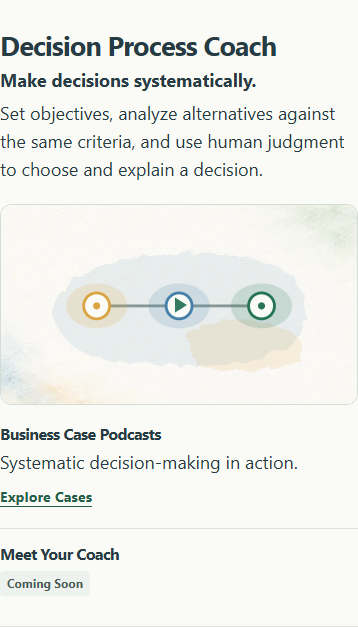 Decision Process Coach
Make decisions systematically.
Set objectives, analyze alternatives against
the same criteria, and use human judgment
to choose and explain a decision.
Business Case Podcasts
Systematic decision-making in action.
Explore Cases
Meet Your Coach
Coming Soon